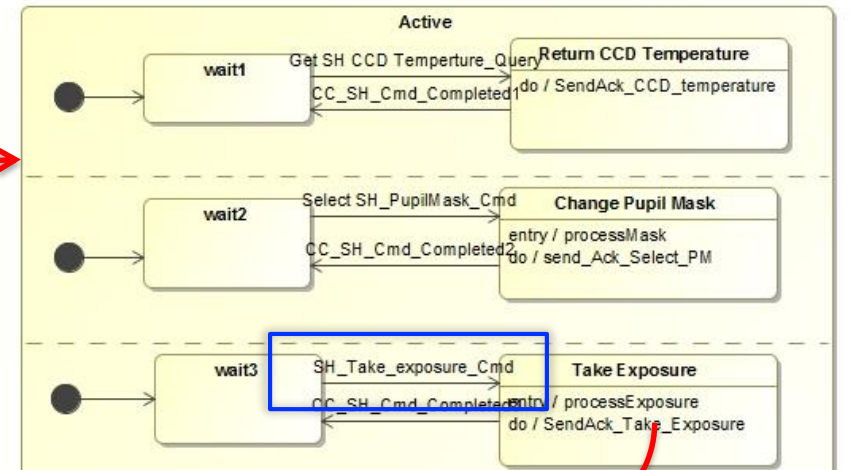 Active
wait1
Get SH CCD Temperture_Query
CC_SH_Cmd_Completed1
Return CCD Temperature
do / SendAck_CCD_temperature
wait2
Select SH_PupilMask_Cmd
CC_SH_Cmd_Completed2
Change Pupil Mask
entry / processMask
do / send_Ack_Select_PM
wait3
SH_Take_exposure_Cmd
CC_SH_Cmd_Completed3
Take Exposure
entry / processExposure
do / SendAck_Take_Exposure